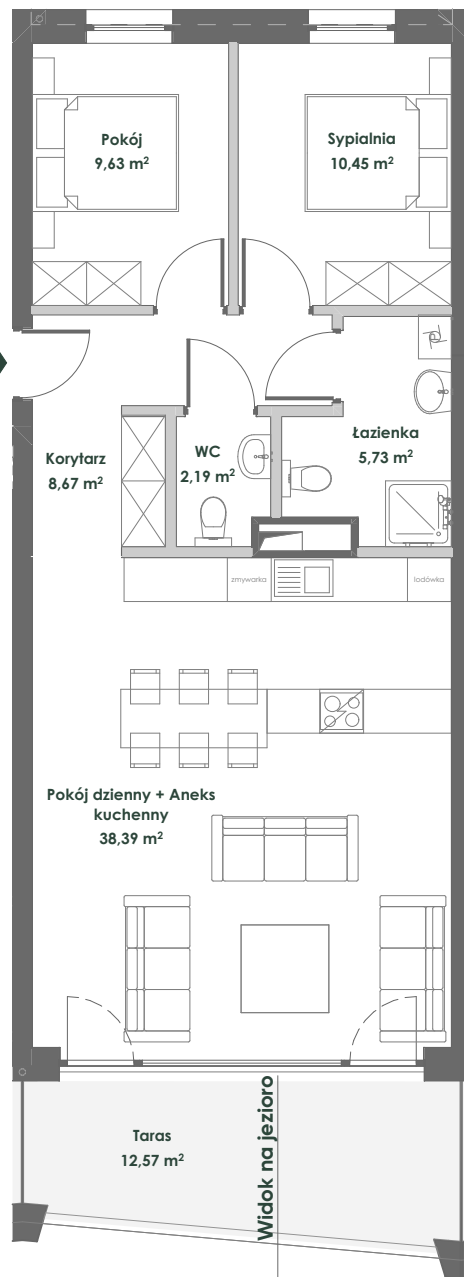 Pokój
9,63 m²
Sypialnia
10,45 m²
Korytarz
8,67 m²
WC
2,19 m²
Łazienka
5,73 m²
zmywarka
lodówka
Pokój dzienny + Aneks
kuchenny
38,39 m²
Taras
12,57 m²
Widok na jezioro